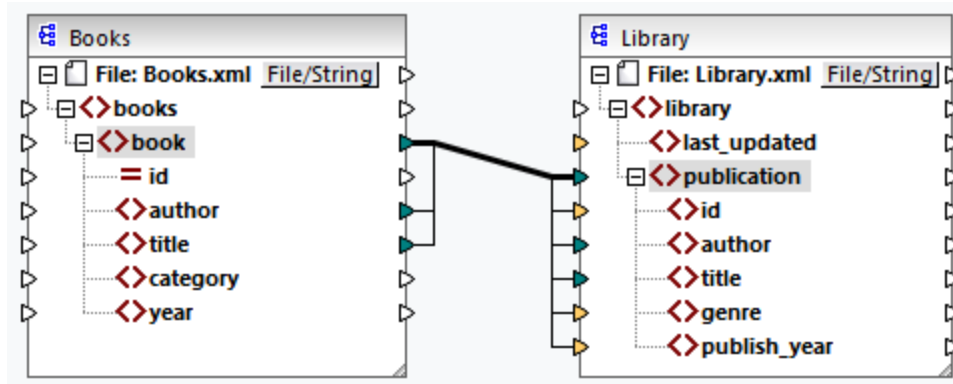 Books
File: Books.xml File/String
books
book
id
author
title
category
year
Library
File: Library.xml File/String
library
last_updated
publication
id
author
title
genre
publish_year